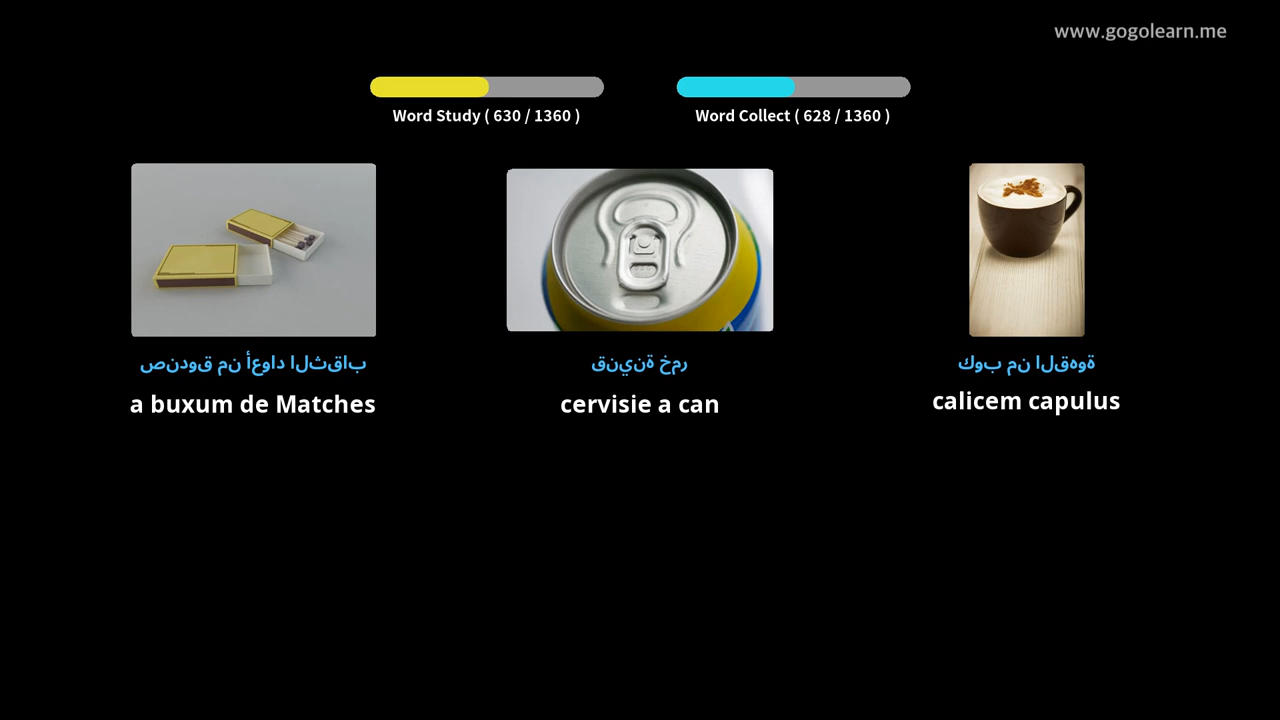 www.gogolearn.me
Word Study ( 630 / 1360 )
Word Collect ( 628 / 1360 )
صندوق من أعواد الثقاب
قنينة خمر
كوب من القهوة
a buxum de Matches
cervisie a can
calicem capulus